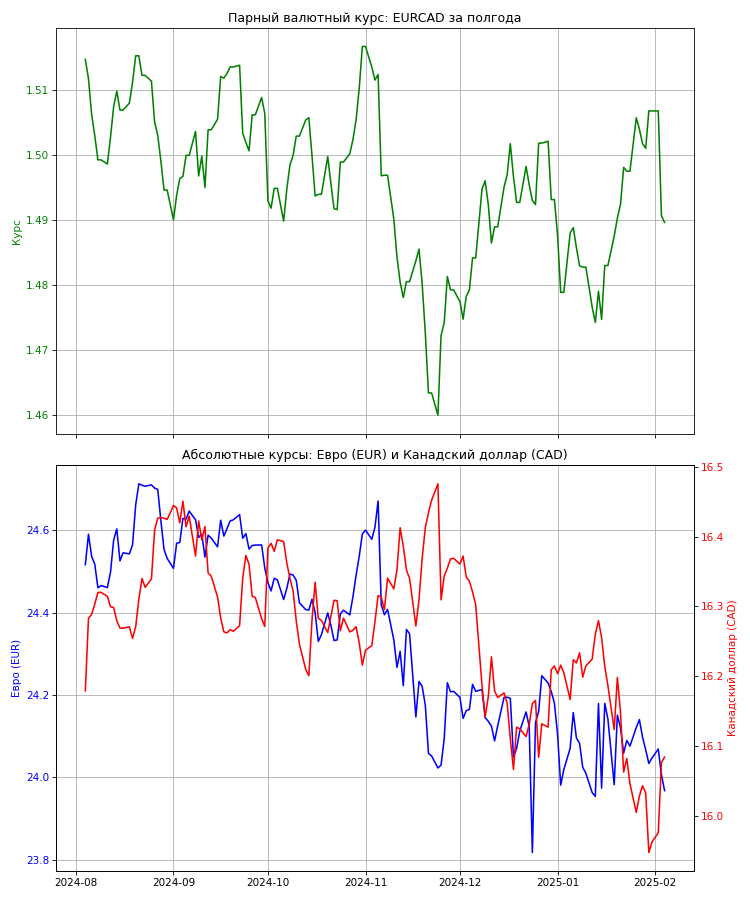 Парный валютный курс: EURCAD за полгода
1.51
1.50
1.49
1.48
1.47
1.46
Курс
Абсолютные курсы: Евро (EUR) и Канадский доллар (CAD)
24.6
24.4
24.2
24.0
23.8
Евро (EUR)
16.5
16.4
16.3
16.2
16.1
16.0
Канадский доллар (CAD)
2024-08 2024-09 2024-10 2024-11 2024-12 2025-01 2025-02